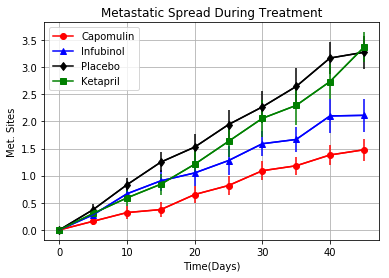 Metastatic Spread During Treatment
Capomulin
Infubinol
Placebo
Ketapril
Met. Sites
3.5
3.0
2.5
2.0
1.5
1.0
0.5
0.0
0
10
20
30
40
Time(Days)